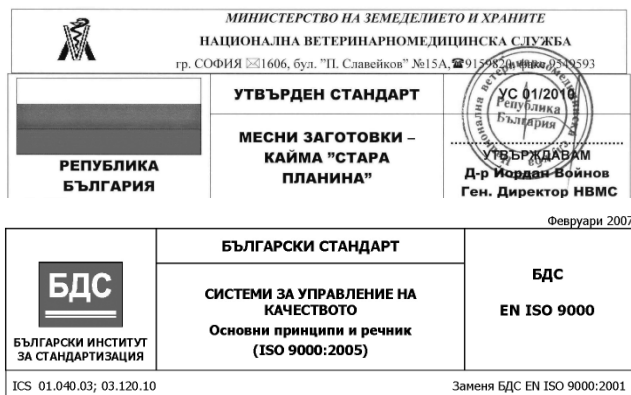 МИНИСТЕРСТВО НА ЗЕМЕДЕЛИЕТО И ХРАНИТЕ
НАЦИОНАЛНА ВЕТЕРИНАРНОМЕДИЦИНСКА СЛУЖБА
гр. СОФИЯ ✉1606, бул. "П. Славейков" №15А, ☎9159820,
УТВЪРДЕН СТАНДАРТ
УС 01/2010
Република
България
МЕСНИ ЗАГОТОВКИ –
КАЙМА "СТАРА
ПЛАНИНА"
РЕПУБЛИКА
БЪЛГАРИЯ
УТВЪРЖДАВАМ
Д-р Йордан Войнов
Ген. Директор НВМС
Февруари 2007
БДС
БЪЛГАРСКИ ИНСТИТУТ
ЗА СТАНДАРТИЗАЦИЯ
БЪЛГАРСКИ СТАНДАРТ
СИСТЕМИ ЗА УПРАВЛЕНИЕ НА
КАЧЕСТВОТО
Основни принципи и речник
(ISO 9000:2005)
БДС
EN ISO 9000
ICS 01.040.03; 03.120.10
Заменя БДС EN ISO 9000:2001